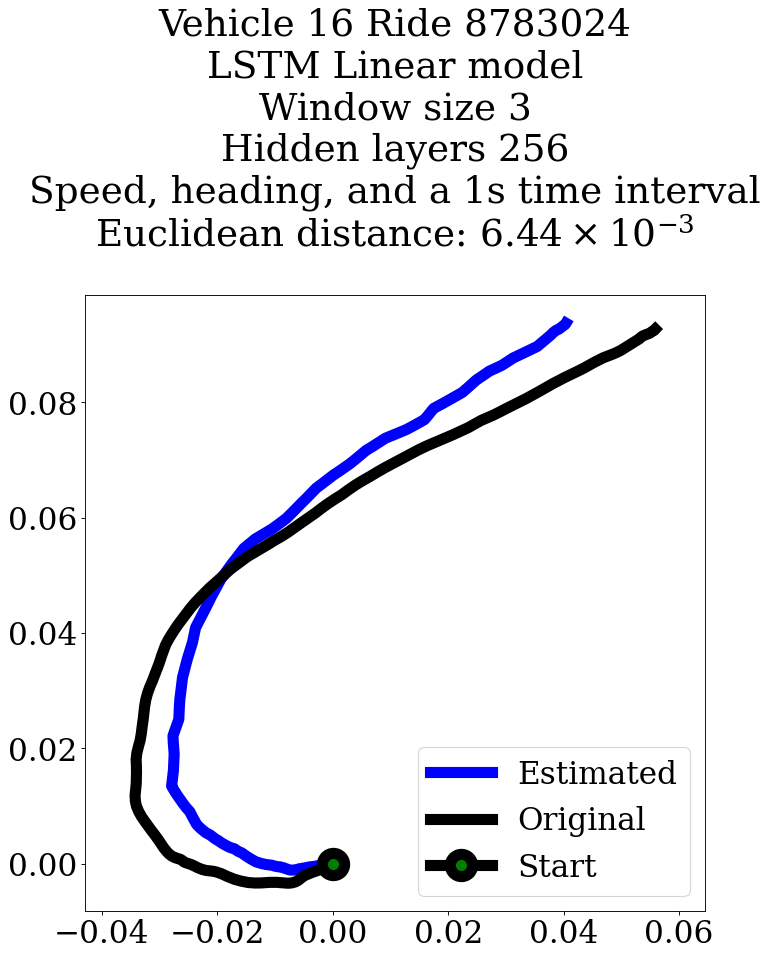 Vehicle 16 Ride 8783024
LSTM Linear model
Window size 3
Hidden layers 256
Speed, heading, and a 1s time interval
Euclidean distance: 6.44 × 10⁻³
0.08
0.06
0.04
0.02
0.00
Estimated
Original
Start
−0.04 −0.02 0.00 0.02 0.04 0.06